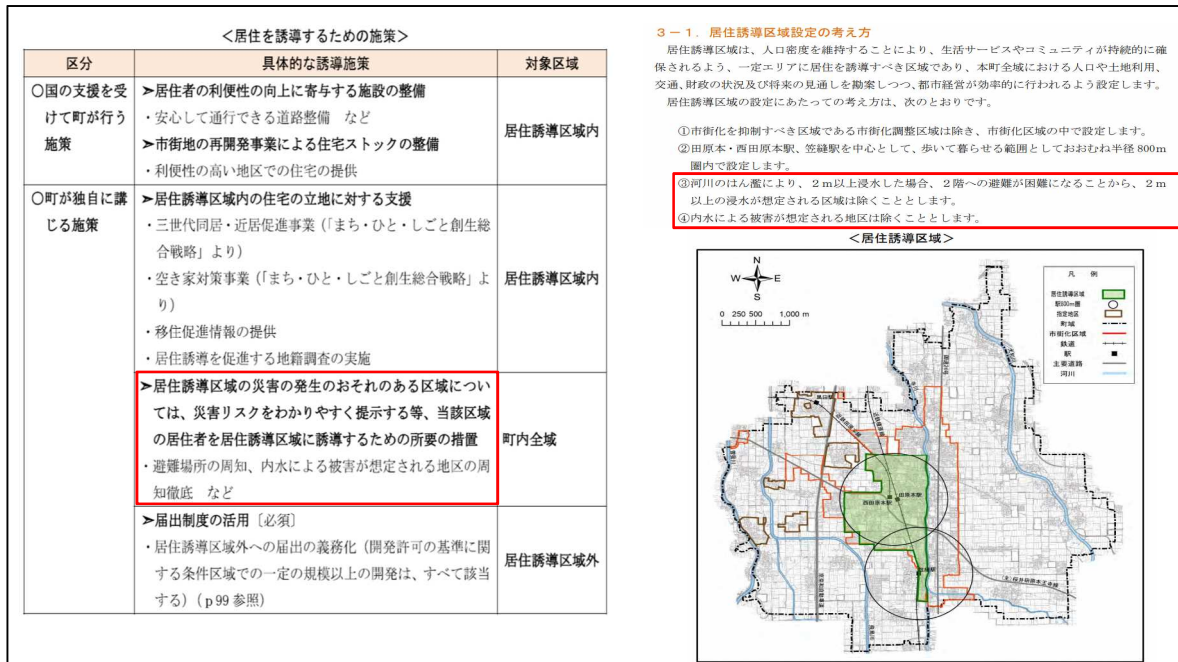 ＜居住を誘導するための施策＞
区分
具体的な誘導施策
対象区域
〇国の支援を受
けて町が行う
施策
➢居住者の利便性の向上に寄与する施設の整備
・安心して通行できる道路整備　など
➢市街地の再開発事業による住宅ストックの整備
・利便性の高い地区での住宅の提供
居住誘導区域内
〇町が独自に講
じる施策
➢居住誘導区域内の住宅の立地に対する支援
・三世代同居・近居促進事業（「まち・ひと・しごと創生総
合戦略」より）
・空き家対策事業（「まち・ひと・しごと創生総合戦略」よ
り）
・移住促進情報の提供
・居住誘導を促進する地籍調査の実施
居住誘導区域内
➢居住誘導区域の災害の発生のおそれのある区域につい
ては、災害リスクをわかりやすく提示する等、当該区域
の居住者を居住誘導区域に誘導するための所要の措置
・避難場所の周知、内水による被害が想定される地区の周
知徹底　など
町内全域
➢届出制度の活用〔必須〕
・居住誘導区域外への届出の義務化（開発許可の基準に関
する条件区域での一定の規模以上の開発は、すべて該当
する）（p99 参照）
居住誘導区域外
３－１．居住誘導区域設定の考え方
居住誘導区域は、人口密度を維持することにより、生活サービスやコミュニティが持続的に確
保されるよう、一定エリアに居住を誘導すべき区域であり、本町全域における人口や土地利用、
交通、財政の状況及び将来の見通しを勘案しつつ、都市経営が効率的に行われるよう設定します。
居住誘導区域の設定にあたっての考え方は、次のとおりです。
①市街化を抑制すべき区域である市街化調整区域は除き、市街化区域の中で設定します。
②田原本・西田原本駅、笠縫駅を中心として、歩いて暮らせる範囲としておおむね半径 800m
圏内で設定します。
③河川のはん濫により、２ｍ以上浸水した場合、２階への避難が困難になることから、２ｍ
以上の浸水が想定される区域は除くこととします。
④内水による被害が想定される地区は除くこととします。
＜居住誘導区域＞
N
W
E
S
0 250 500 1,000 m
凡　例
居住誘導区域
駅800m圏
指定地区
町域
市街化区域
鉄道
駅
主要道路
河川
黒田駅
田原本駅
西田原本駅
笠縫駅